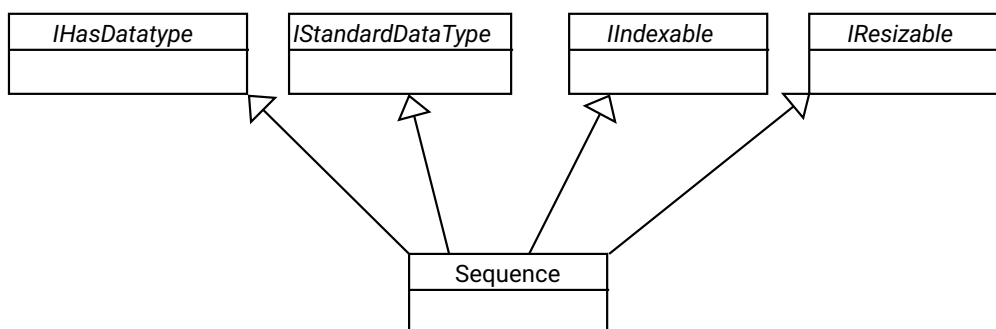 IHasDatatype
IStandardDataType
IIndexable
IResizable
Sequence